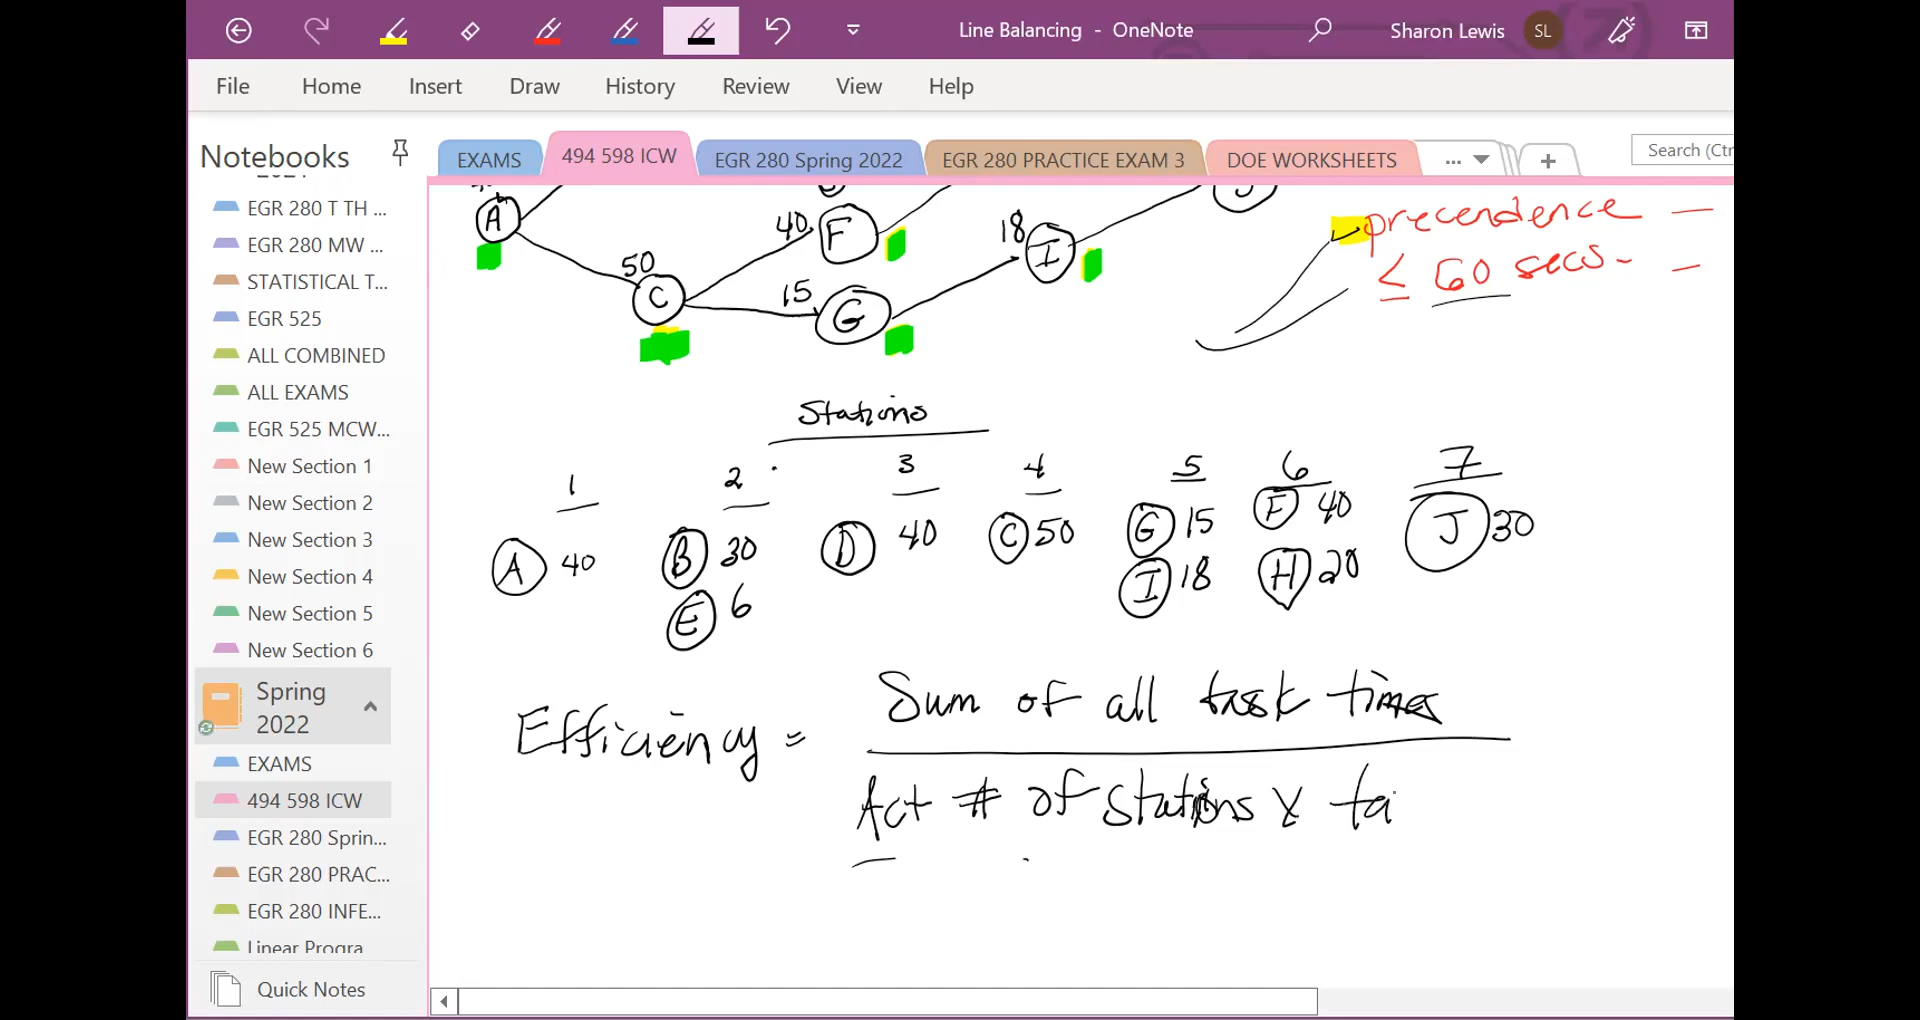 Line Balancing - OneNote
Sharon Lewis
SL
File Home Insert Draw History Review View Help
Notebooks
EXAMS
494 598 ICW
EGR 280 Spring 2022
EGR 280 PRACTICE EXAM 3
DOE WORKSHEETS
...
+
Search (Ctr
EGR 280 T TH ...
EGR 280 MW ...
STATISTICAL T...
EGR 525
ALL COMBINED
ALL EXAMS
EGR 525 MCW...
New Section 1
New Section 2
New Section 3
New Section 4
New Section 5
New Section 6
Spring
2022
EXAMS
494 598 ICW
EGR 280 Sprin...
EGR 280 PRAC...
EGR 280 INFE...
Linear Progra
Quick Notes
A
50
C
40
F
15
G
18
I
J
precendence —
≤ 60 secs. —
Stations
1 2 3 4 5 6 7
A 40
B 30
E 6
D 40
C 50
G 15
I 18
F 40
H 20
J 30
Efficiency =
Sum of all task times
Act # of stations x ta